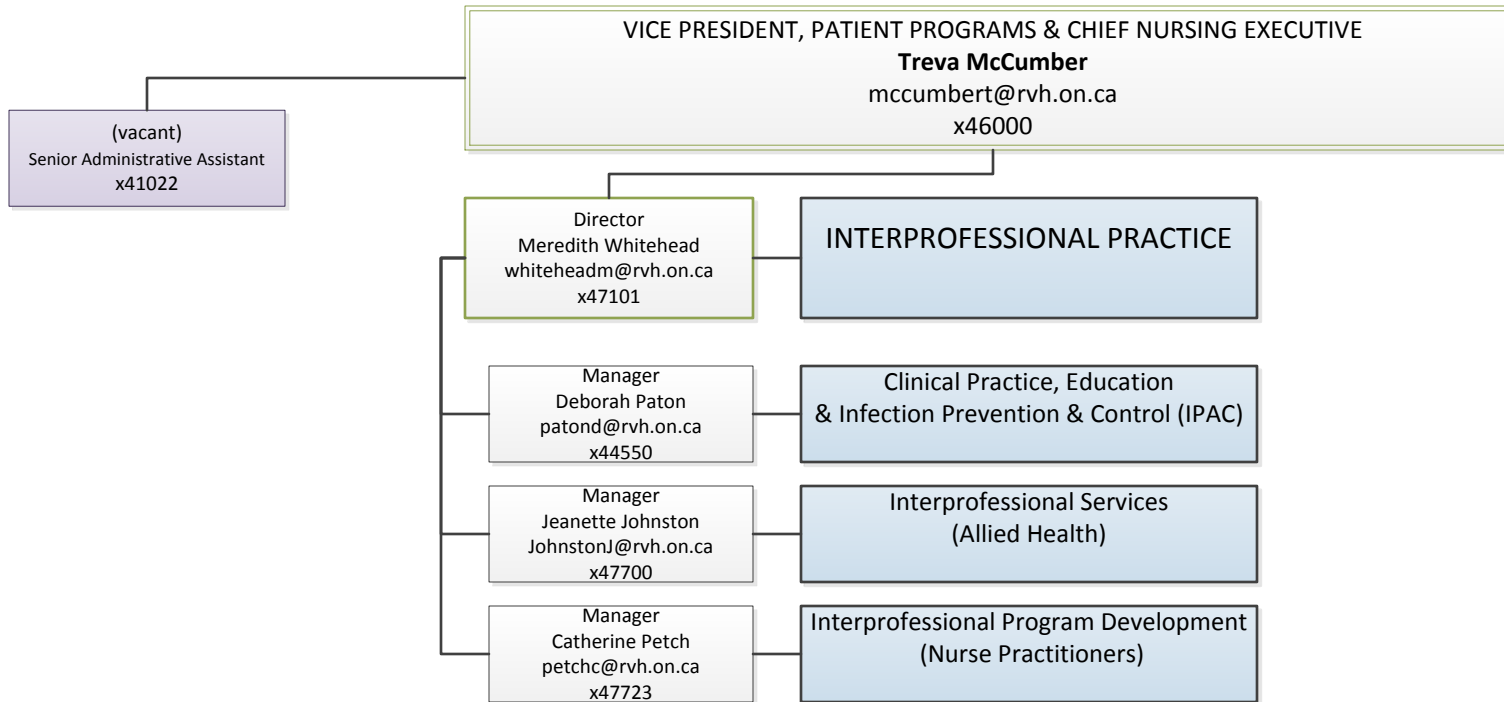 VICE PRESIDENT, PATIENT PROGRAMS & CHIEF NURSING EXECUTIVE
Treva McCumber
mccumbert@rvh.on.ca
x46000
(vacant)
Senior Administrative Assistant
x41022
Director
Meredith Whitehead
whiteheadm@rvh.on.ca
x47101
INTERPROFESSIONAL PRACTICE
Manager
Deborah Paton
patond@rvh.on.ca
x44550
Clinical Practice, Education
& Infection Prevention & Control (IPAC)
Manager
Jeanette Johnston
JohnstonJ@rvh.on.ca
x47700
Interprofessional Services
(Allied Health)
Manager
Catherine Petch
petchc@rvh.on.ca
x47723
Interprofessional Program Development
(Nurse Practitioners)